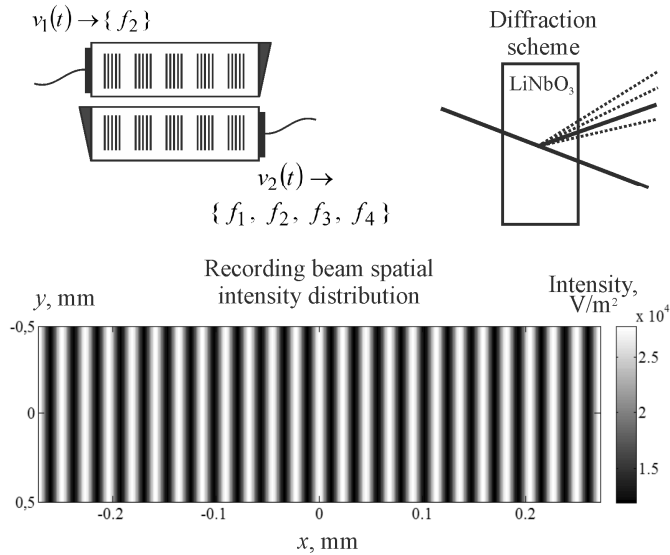 v₁(t) → { f₂ }
v₂(t) →
{ f₁ , f₂ , f₃ , f₄ }
Diffraction
scheme
LiNbO₃
Recording beam spatial
intensity distribution
y, mm
Intensity,
V/m²
x 10⁴
-0,5
0
0,5
-0.2
-0.1
0
0.1
0.2
x, mm
2.5
2
1.5